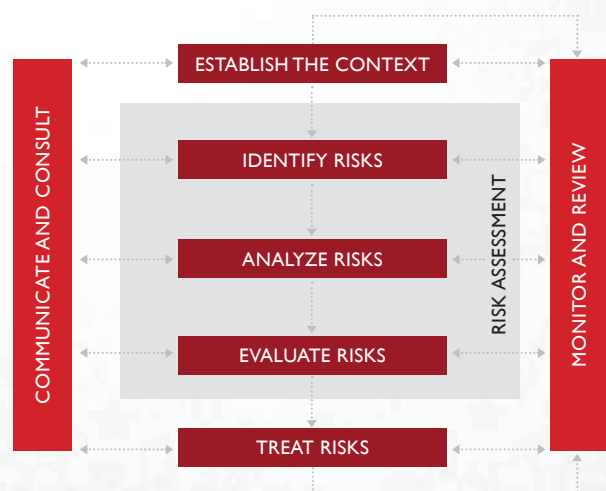 ESTABLISH THE CONTEXT
COMMUNICATE AND CONSULT
IDENTIFY RISKS
ANALYZE RISKS
EVALUATE RISKS
RISK ASSESSMENT
MONITOR AND REVIEW
TREAT RISKS